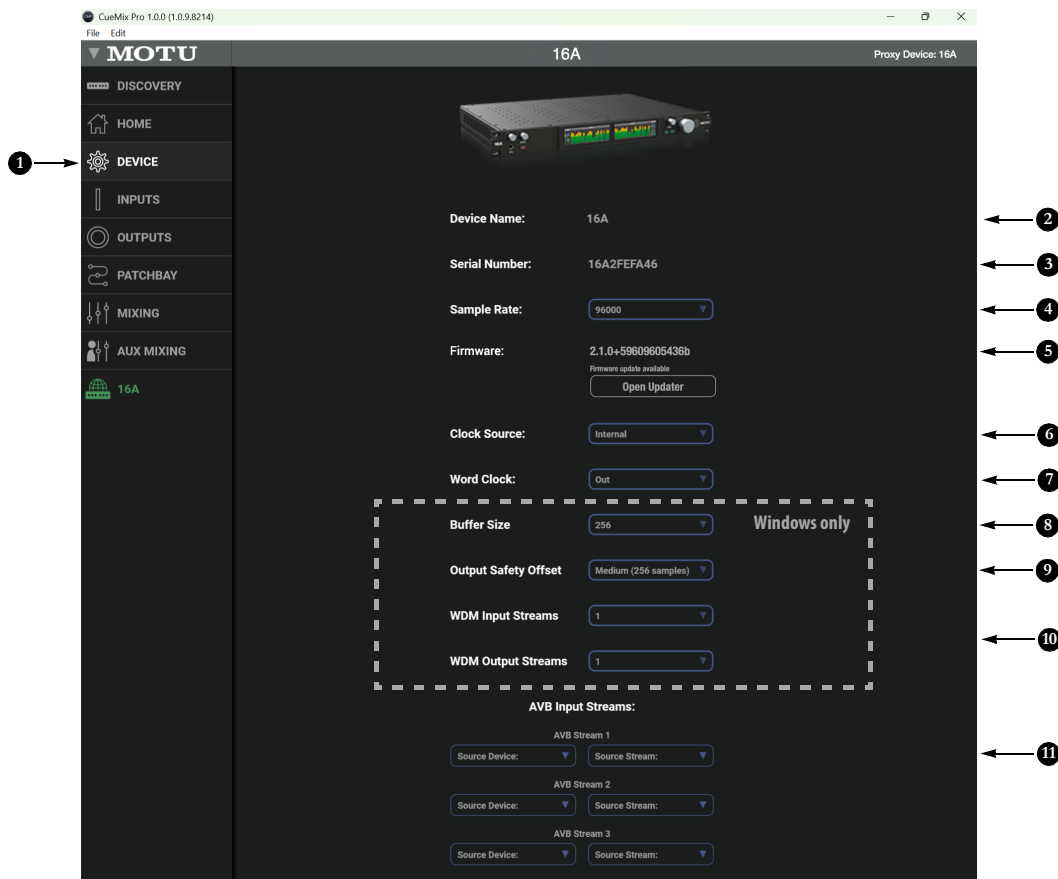 CueMix Pro 1.0.0 (1.0.9.8214)
File Edit
MOTU
16A
Proxy Device: 16A
DISCOVERY
HOME
1
DEVICE
INPUTS
OUTPUTS
PATCHBAY
MIXING
AUX MIXING
16A
Device Name: 16A
2
Serial Number: 16A2FEFA46
3
Sample Rate: 96000
4
Firmware: 2.1.0+59609605436b
5
Firmware update available
Open Updater
Clock Source: Internal
6
Word Clock: Out
7
Windows only
Buffer Size 256
8
Output Safety Offset Medium (256 samples)
9
WDM Input Streams 1
10
WDM Output Streams 1
AVB Input Streams:
AVB Stream 1
Source Device: Source Stream:
11
AVB Stream 2
Source Device: Source Stream:
AVB Stream 3
Source Device: Source Stream: